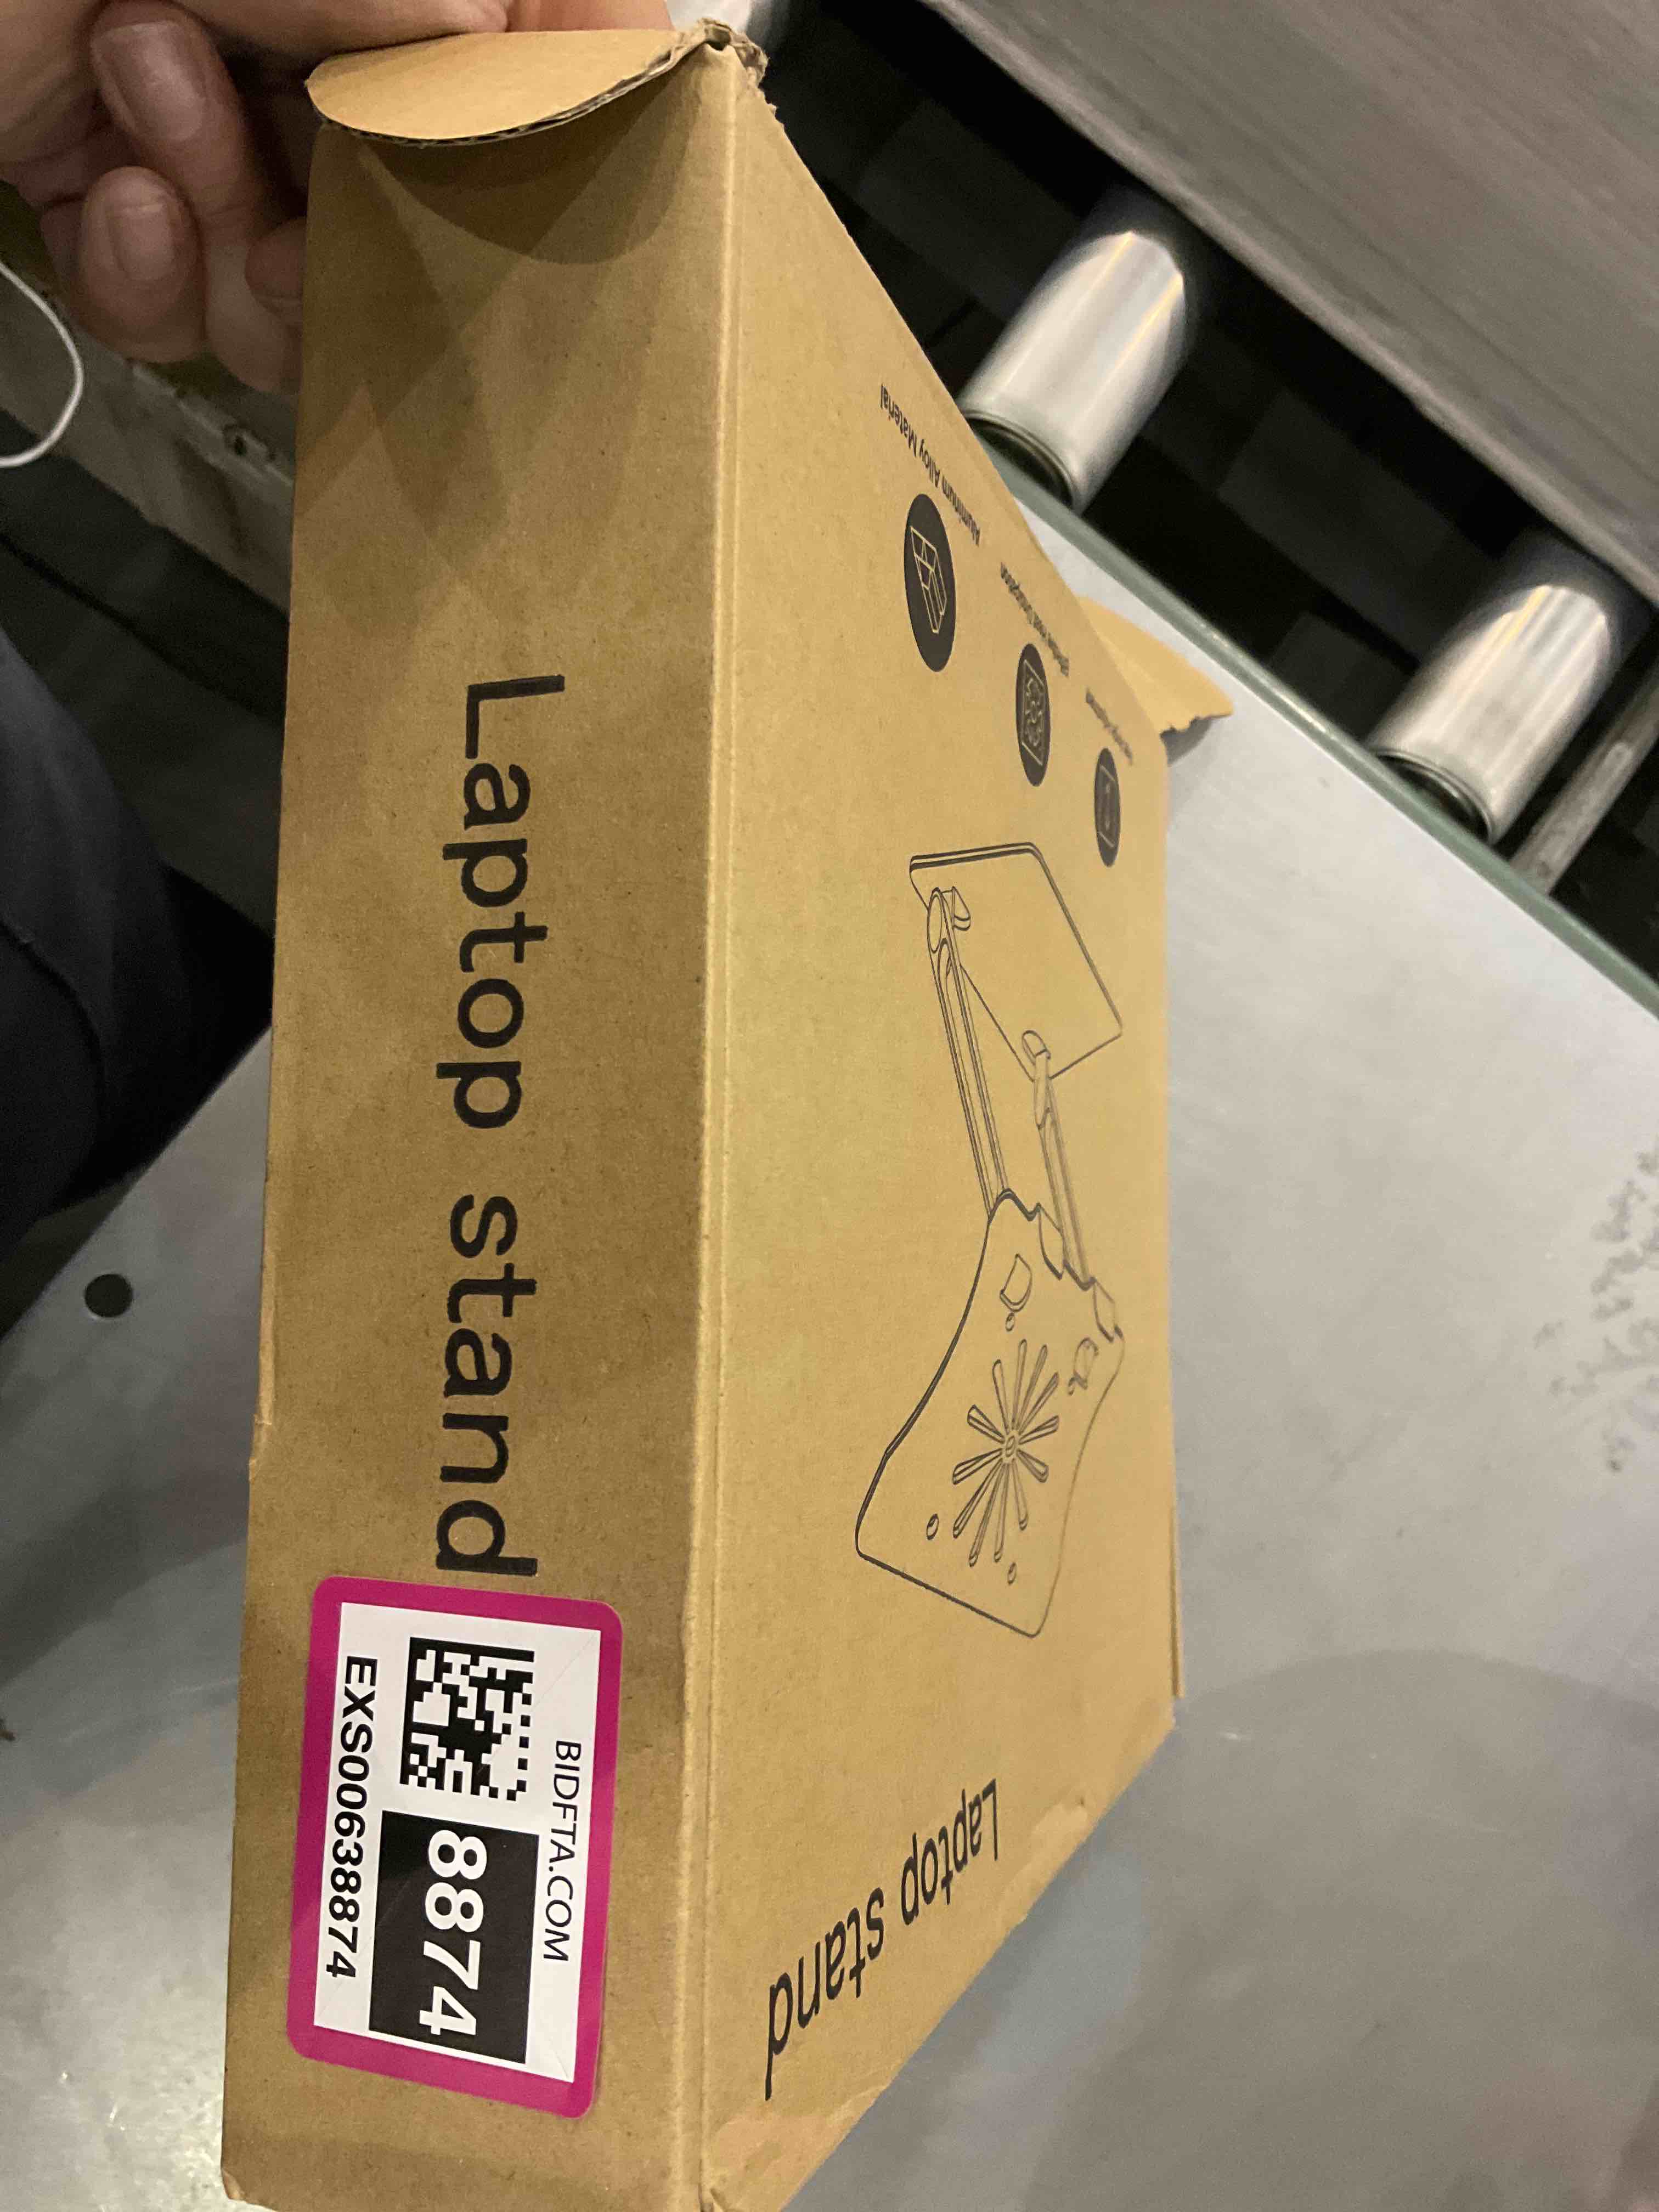 Laptop stand
BIDFTA.COM
8874
EXS00638874
Aluminum Alloy Material
Laptop stand